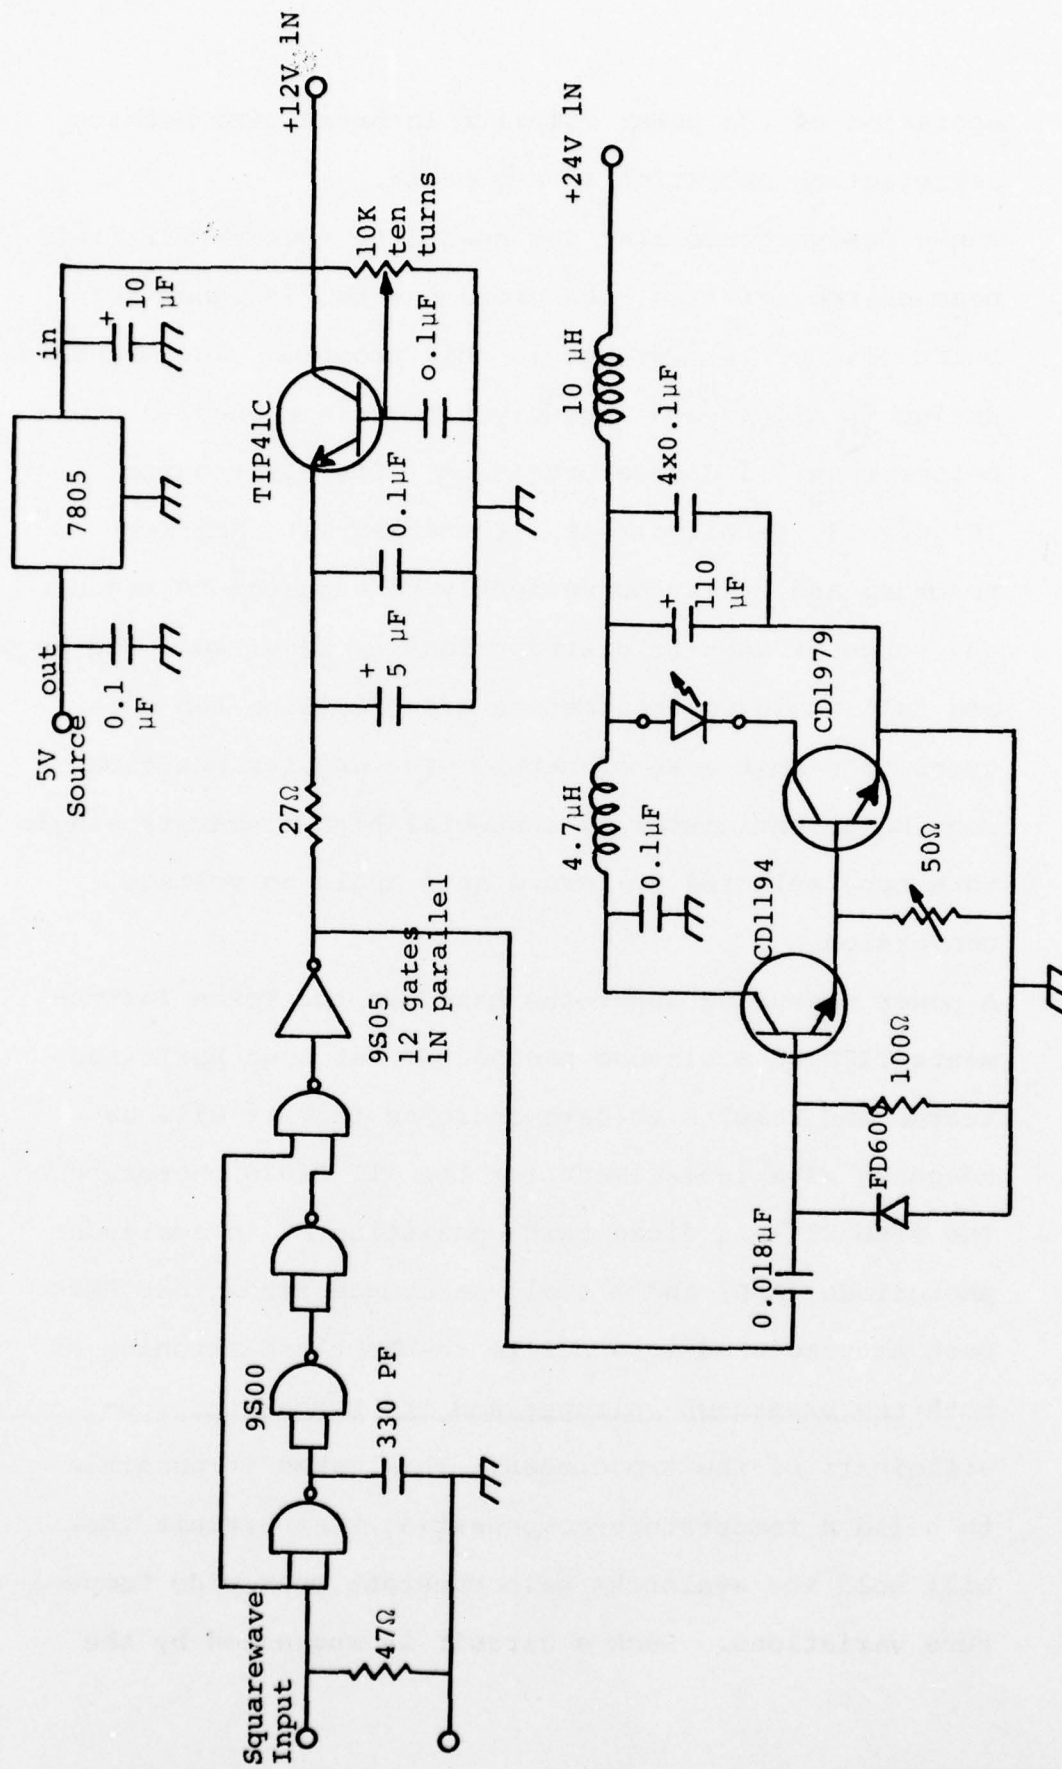 5V
Source
out
0.1
µF
7805
in
+
10
µF
+12V 1N
TIP41C
10K
ten
turns
0.1µF
0.1µF
+
5 µF
27Ω
Squarewave
Input
47Ω
330 PF
9S00
9S05
12 gates
1N parallel
+24V 1N
10 µH
4x0.1µF
+
110
µF
4.7µH
0.1µF
CD1979
CD1194
50Ω
100Ω
FD600
0.018µF